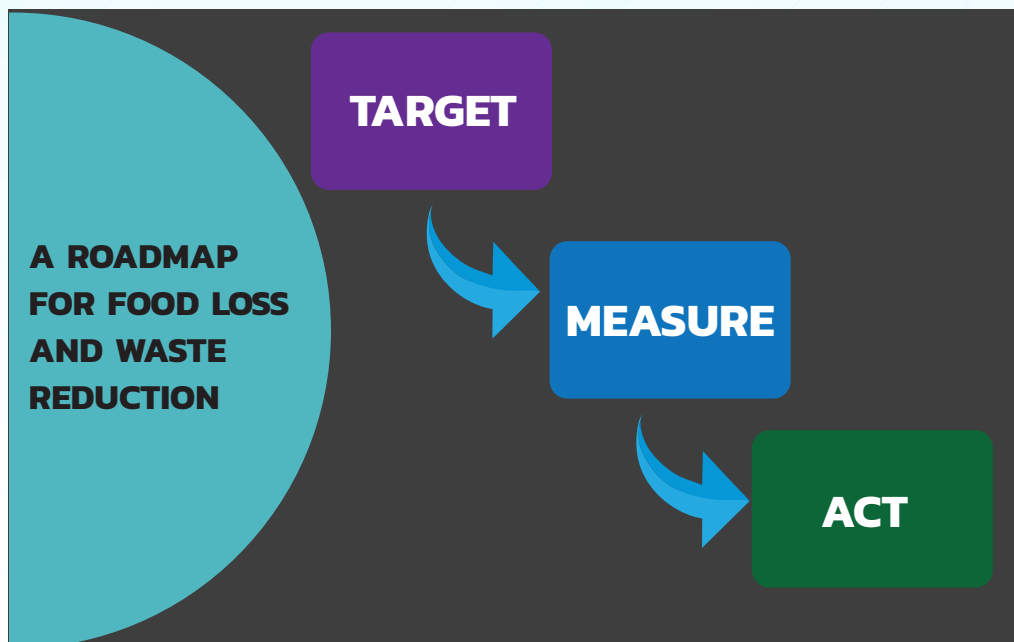 A ROADMAP
FOR FOOD LOSS
AND WASTE
REDUCTION
TARGET
MEASURE
ACT